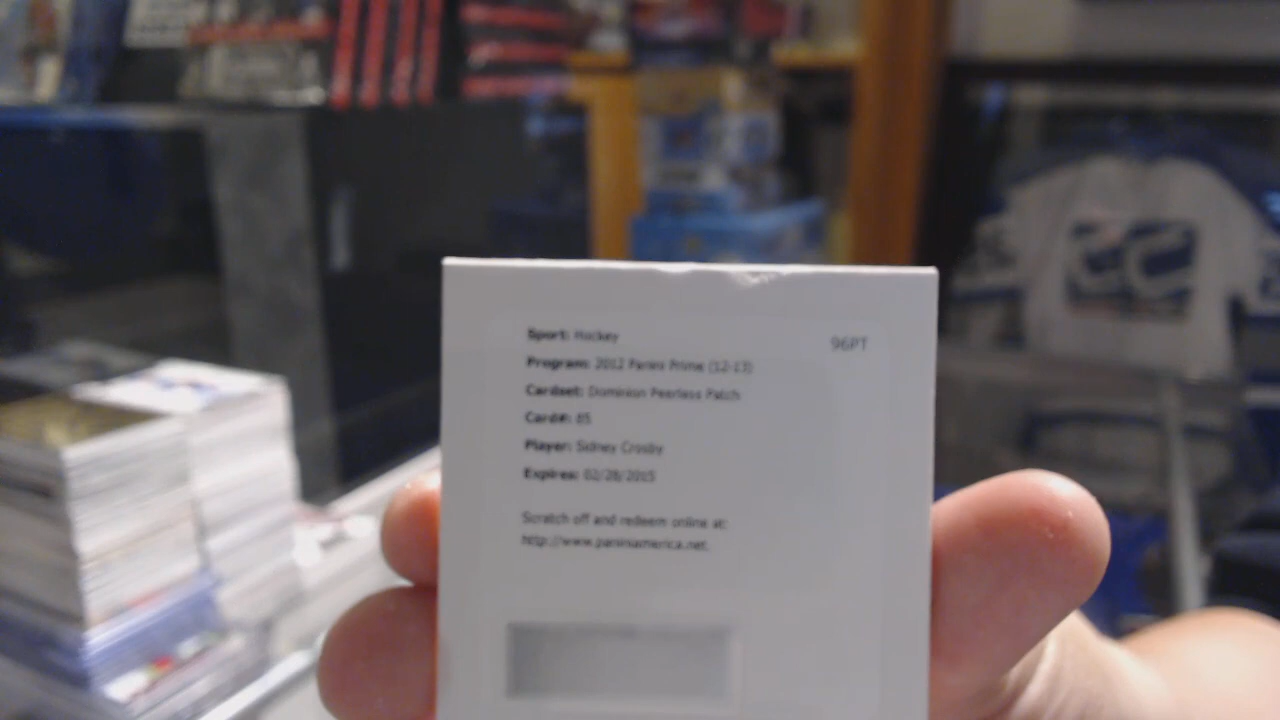 Sport: Hockey
96PT
Program: 2012 Panini Prime (12-13)
Cardset: Dominion Peerless Patch
Card#: 65
Player: Sidney Crosby
Expires: 02/28/2015
Scratch off and redeem online at:
http://www.paniniamerica.net.